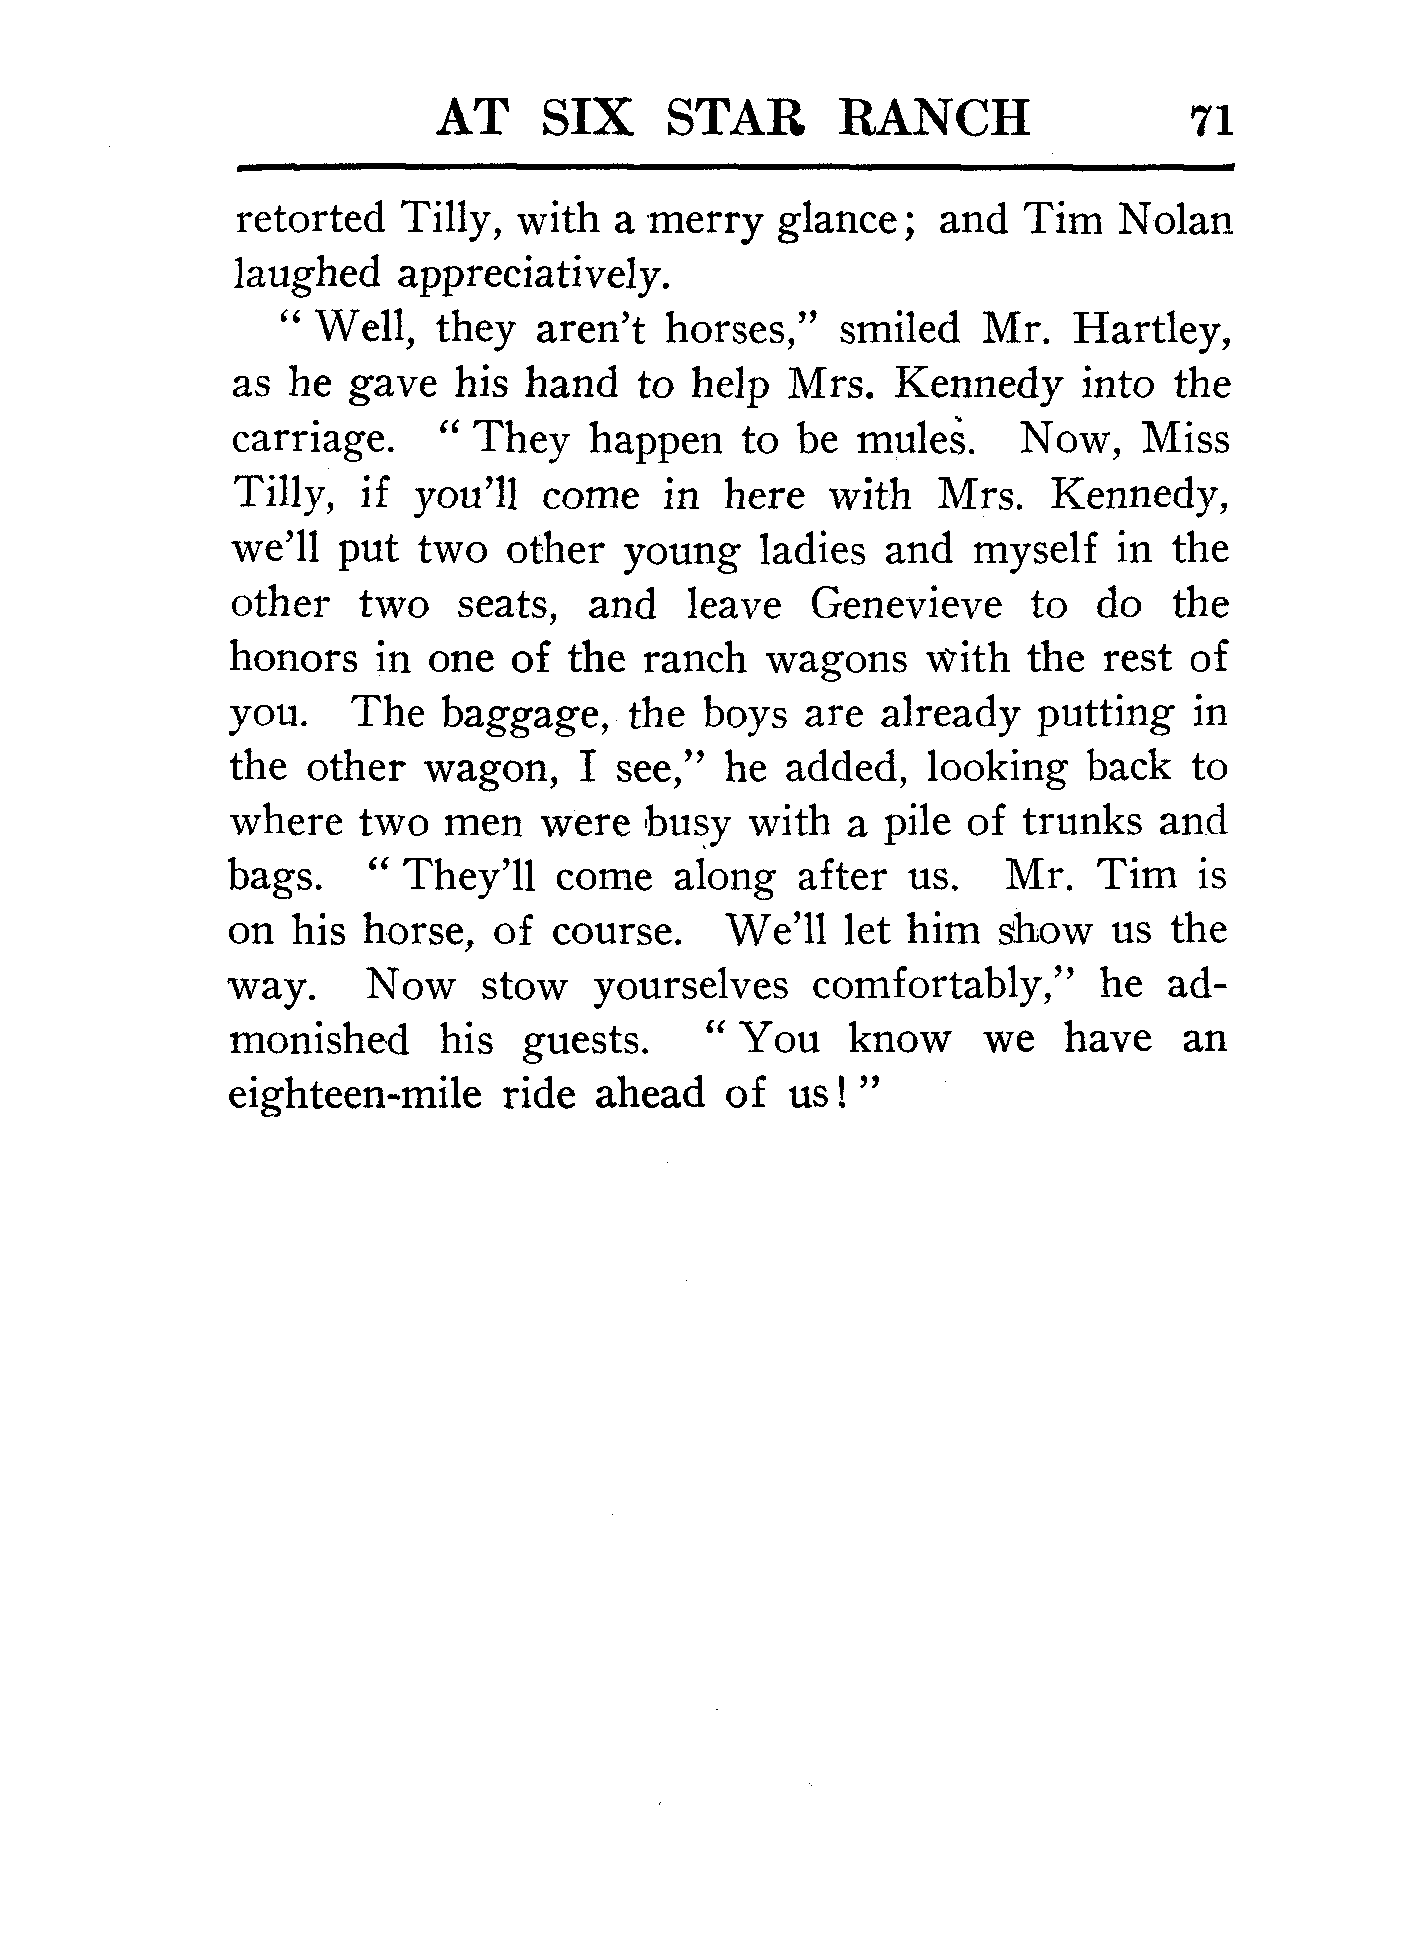 AT SIX STAR RANCH 71
retorted Tilly, with a merry glance; and Tim Nolan
laughed appreciatively.
“ Well, they aren’t horses,” smiled Mr. Hartley,
as he gave his hand to help Mrs. Kennedy into the
carriage. “ They happen to be mules. Now, Miss
Tilly, if you’ll come in here with Mrs. Kennedy,
we’ll put two other young ladies and myself in the
other two seats, and leave Genevieve to do the
honors in one of the ranch wagons with the rest of
you. The baggage, the boys are already putting in
the other wagon, I see,” he added, looking back to
where two men were busy with a pile of trunks and
bags. “ They’ll come along after us. Mr. Tim is
on his horse, of course. We’ll let him show us the
way. Now stow yourselves comfortably,” he ad-
monished his guests. “ You know we have an
eighteen-mile ride ahead of us! ”